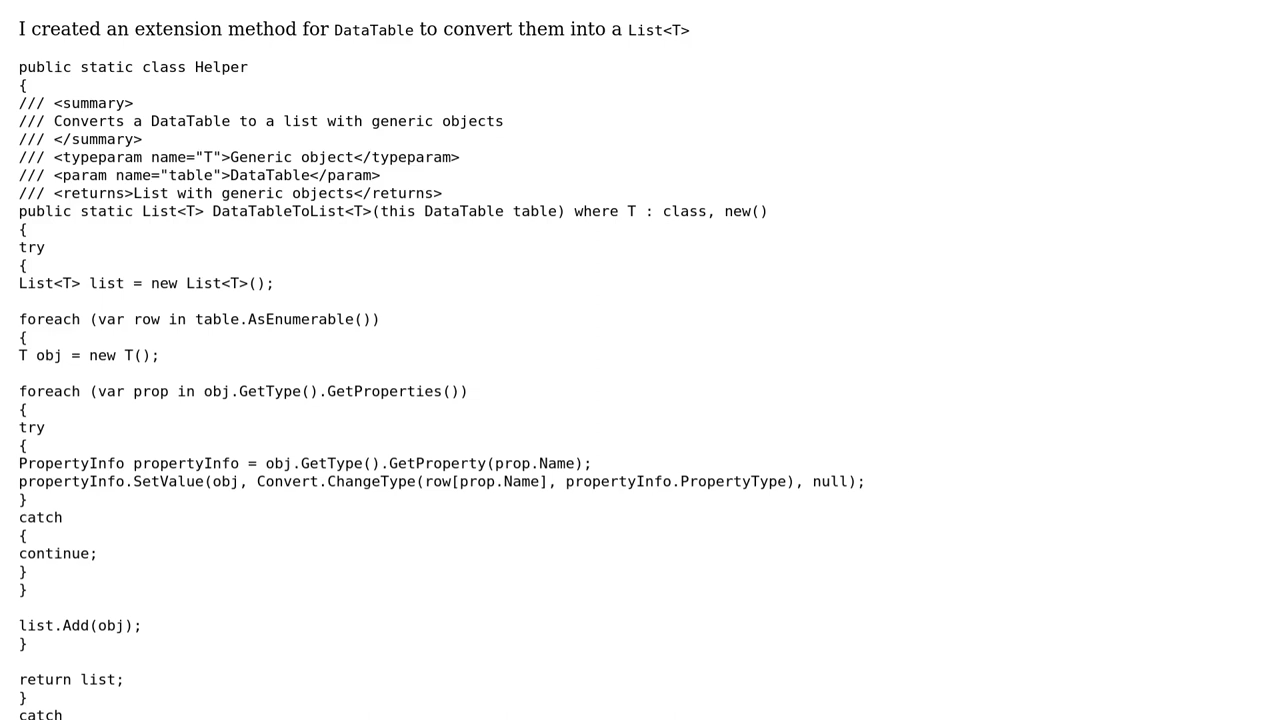 I created an extension method for DataTable to convert them into a List<T>
public static class Helper
{
/// <summary>
/// Converts a DataTable to a list with generic objects
/// </summary>
/// <typeparam name="T">Generic object</typeparam>
/// <param name="table">DataTable</param>
/// <returns>List with generic objects</returns>
public static List<T> DataTableToList<T>(this DataTable table) where T : class, new()
{
try
{
List<T> list = new List<T>();
foreach (var row in table.AsEnumerable())
{
T obj = new T();
foreach (var prop in obj.GetType().GetProperties())
{
try
{
PropertyInfo propertyInfo = obj.GetType().GetProperty(prop.Name);
propertyInfo.SetValue(obj, Convert.ChangeType(row[prop.Name], propertyInfo.PropertyType), null);
}
catch
{
continue;
}
}
list.Add(obj);
}
return list;
}
catch